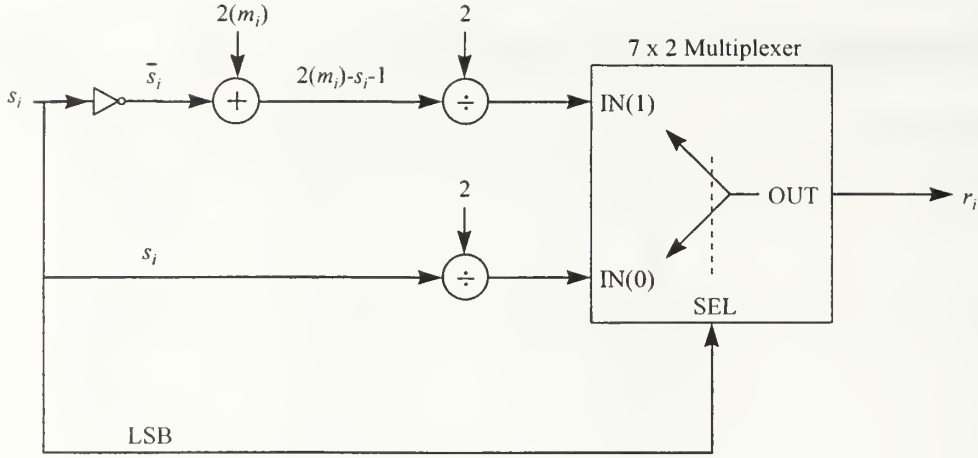 2(m_i)
2
7 x 2 Multiplexer
s_i
s̄_i
+
2(m_i)-s_i-1
÷
IN(1)
2
OUT
r_i
s_i
÷
IN(0)
SEL
LSB